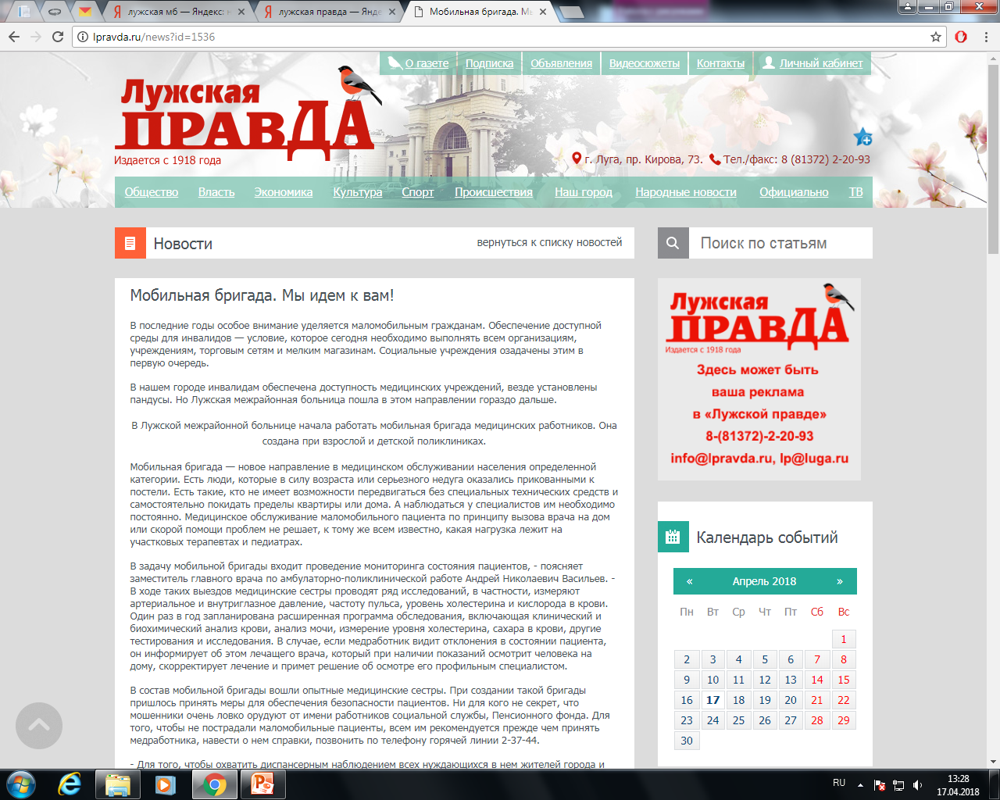 лужская мб — Яндекс: н
лужская правда — Янде
Мобильная бригада. Мы
lpravda.ru/news?id=1536
О газете
Подписка
Объявления
Видеосюжеты
Контакты
Личный кабинет
Лужская
ПРАВДА
Издается с 1918 года
г. Луга, пр. Кирова, 73.
Тел./факс: 8 (81372) 2-20-93
Общество
Власть
Экономика
Культура
Спорт
Происшествия
Наш город
Народные новости
Официально
ТВ
Новости
вернуться к списку новостей
Мобильная бригада. Мы идем к вам!
В последние годы особое внимание уделяется маломобильным гражданам. Обеспечение доступной
среды для инвалидов — условие, которое сегодня необходимо выполнять всем организациям,
учреждениям, торговым сетям и мелким магазинам. Социальные учреждения озадачены этим в
первую очередь.
В нашем городе инвалидам обеспечена доступность медицинских учреждений, везде установлены
пандусы. Но Лужская межрайонная больница пошла в этом направлении гораздо дальше.
В Лужской межрайонной больнице начала работать мобильная бригада медицинских работников. Она
создана при взрослой и детской поликлиниках.
Мобильная бригада — новое направление в медицинском обслуживании населения определенной
категории. Есть люди, которые в силу возраста или серьезного недуга оказались прикованными к
постели. Есть такие, кто не имеет возможности передвигаться без специальных технических средств и
самостоятельно покидать пределы квартиры или дома. А наблюдаться у специалистов им необходимо
постоянно. Медицинское обслуживание маломобильного пациента по принципу вызова врача на дом
или скорой помощи проблем не решает, к тому же всем известно, какая нагрузка лежит на
участковых терапевтах и педиатрах.
В задачу мобильной бригады входит проведение мониторинга состояния пациентов, - поясняет
заместитель главного врача по амбулаторно-поликлинической работе Андрей Николаевич Васильев. -
В ходе таких выездов медицинские сестры проводят ряд исследований, в частности, измеряют
артериальное и внутриглазное давление, частоту пульса, уровень холестерина и кислорода в крови.
Один раз в год запланирована расширенная программа обследования, включающая клинический и
биохимический анализ крови, анализ мочи, измерение уровня холестерина, сахара в крови, другие
тестирования и исследования. В случае, если медработник видит отклонения в состоянии пациента,
он информирует об этом лечащего врача, который при наличии показаний осмотрит человека на
дому, скорректирует лечение и примет решение об осмотре его профильным специалистом.
В состав мобильной бригады вошли опытные медицинские сестры. При создании такой бригады
пришлось принять меры для обеспечения безопасности пациентов. Ни для кого не секрет, что
мошенники очень ловко орудуют от имени работников социальной службы, Пенсионного фонда. Для
того, чтобы не пострадали маломобильные пациенты, всем им рекомендуется прежде чем принять
медработника, навести о нем справки, позвонить по телефону горячей линии 2-37-44.
- Для того, чтобы охватить диспансерным наблюдением всех нуждающихся в нем жителей города и
Поиск по статьям
Лужская
ПРАВДА
Издается с 1918 года
Здесь может быть
ваша реклама
в «Лужской правде»
8-(81372)-2-20-93
info@lpravda.ru, lp@luga.ru
Календарь событий
« Апрель 2018 »
Пн Вт Ср Чт Пт Сб Вс
1
2 3 4 5 6 7 8
9 10 11 12 13 14 15
16 17 18 19 20 21 22
23 24 25 26 27 28 29
30
RU
13:28
17.04.2018